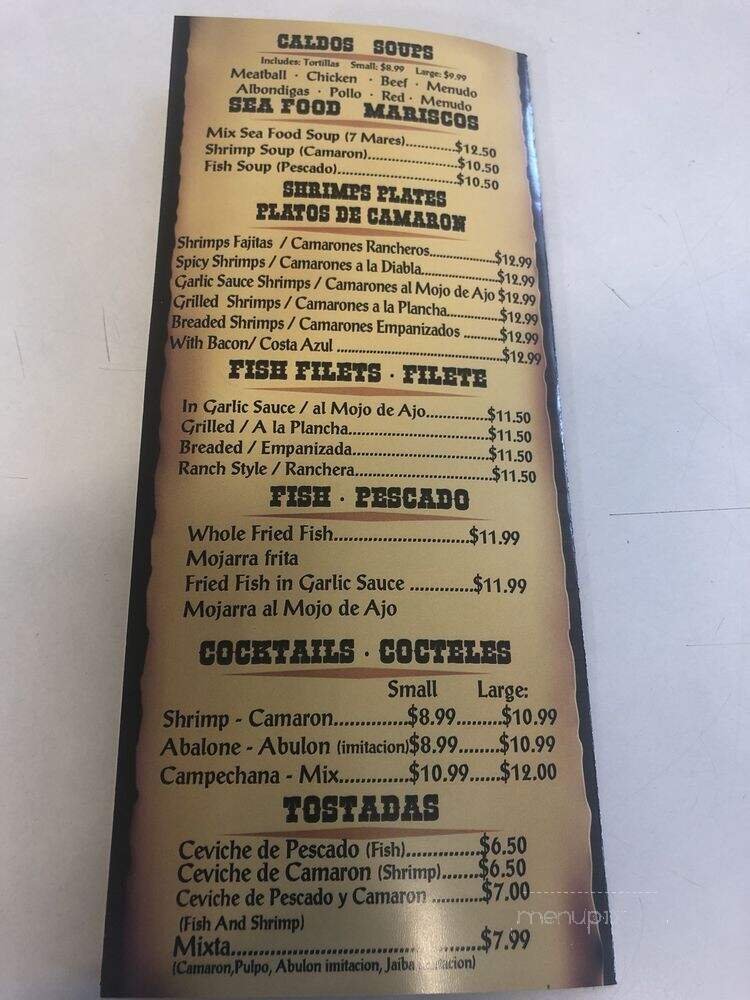 CALDOS SOUPS
Includes: Tortillas Small: $8.99 Large: $9.99
Meatball · Chicken · Beef · Menudo
Albondigas · Pollo · Red · Menudo
SEA FOOD MARISCOS
Mix Sea Food Soup (7 Mares)............$12.50
Shrimp Soup (Camaron)......................$10.50
Fish Soup (Pescado)............................$10.50
SHRIMPS PLATES
PLATOS DE CAMARON
Shrimps Fajitas / Camarones Rancheros..................$12.99
Spicy Shrimps / Camarones a la Diabla.....................$12.99
Garlic Sauce Shrimps / Camarones al Mojo de Ajo $12.99
Grilled Shrimps / Camarones a la Plancha...............$12.99
Breaded Shrimps / Camarones Empanizados ..........$12.99
With Bacon/ Costa Azul ............................................$12.99
FISH FILETS · FILETE
In Garlic Sauce / al Mojo de Ajo..............$11.50
Grilled / A la Plancha................................$11.50
Breaded / Empanizada...............................$11.50
Ranch Style / Ranchera...............................$11.50
FISH · PESCADO
Whole Fried Fish..............................$11.99
Mojarra frita
Fried Fish in Garlic Sauce ..............$11.99
Mojarra al Mojo de Ajo
COCKTAILS · COCTELES
Small Large:
Shrimp - Camaron.............$8.99.........$10.99
Abalone - Abulon (imitacion)$8.99........$10.99
Campechana - Mix............$10.99......$12.00
TOSTADAS
Ceviche de Pescado (Fish)..............$6.50
Ceviche de Camaron (Shrimp).......$6.50
Ceviche de Pescado y Camaron ..........$7.00
(Fish And Shrimp)
Mixta.............................................$7.99
(Camaron,Pulpo, Abulon imitacion, Jaiba
menupix